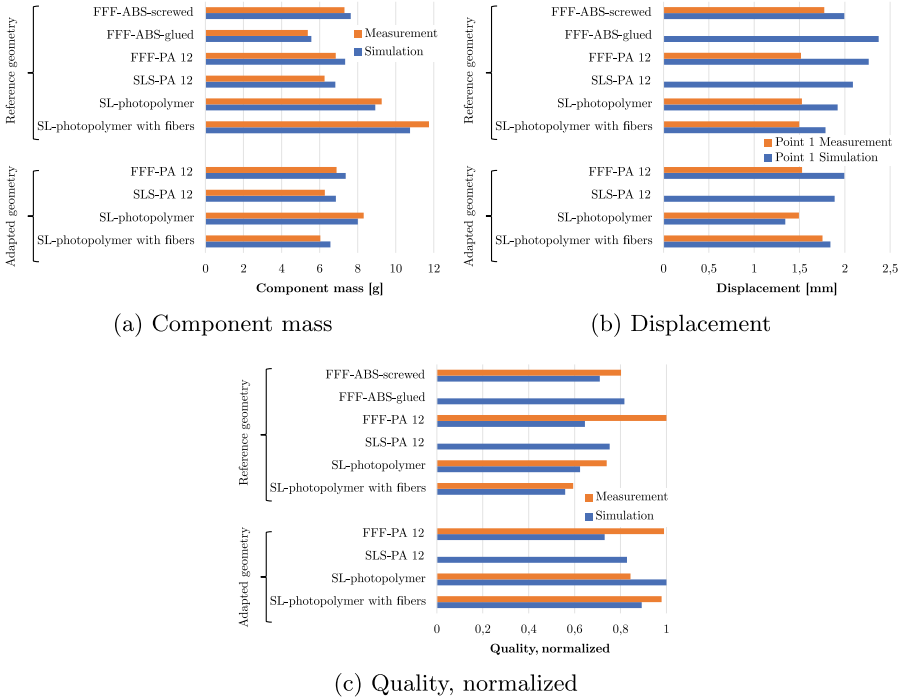 Reference geometry
FFF-ABS-screwed
FFF-ABS-glued
FFF-PA 12
SLS-PA 12
SL-photopolymer
SL-photopolymer with fibers
Measurement
Simulation
Adapted geometry
FFF-PA 12
SLS-PA 12
SL-photopolymer
SL-photopolymer with fibers
0 2 4 6 8 10 12
Component mass [g]
(a) Component mass
Reference geometry
FFF-ABS-screwed
FFF-ABS-glued
FFF-PA 12
SLS-PA 12
SL-photopolymer
SL-photopolymer with fibers
Point 1 Measurement
Point 1 Simulation
Adapted geometry
FFF-PA 12
SLS-PA 12
SL-photopolymer
SL-photopolymer with fibers
0 0,5 1 1,5 2 2,5
Displacement [mm]
(b) Displacement
Reference geometry
FFF-ABS-screwed
FFF-ABS-glued
FFF-PA 12
SLS-PA 12
SL-photopolymer
SL-photopolymer with fibers
Measurement
Simulation
Adapted geometry
FFF-PA 12
SLS-PA 12
SL-photopolymer
SL-photopolymer with fibers
0 0,2 0,4 0,6 0,8 1
Quality, normalized
(c) Quality, normalized